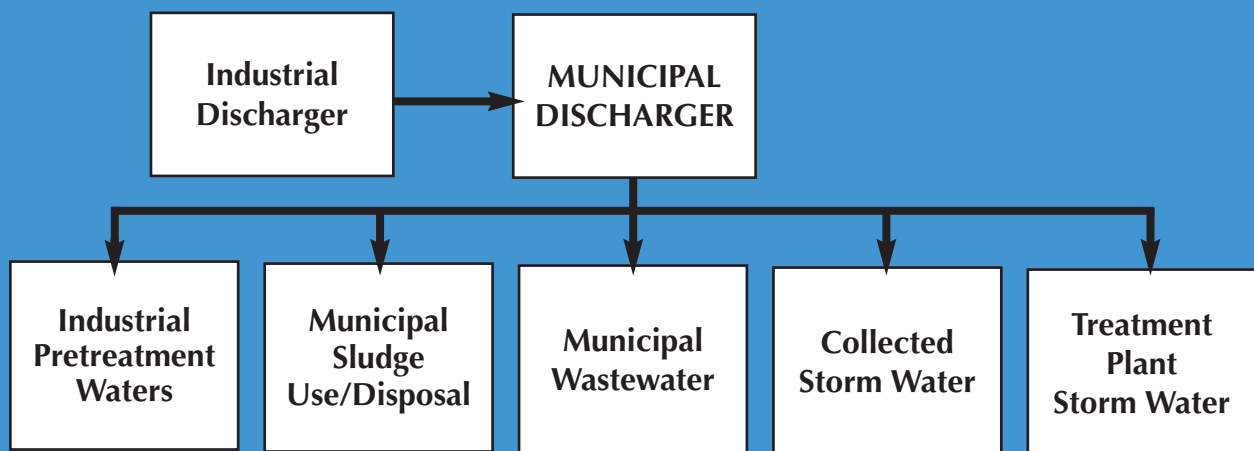 Industrial
Discharger
MUNICIPAL
DISCHARGER
Industrial
Pretreatment
Waters
Municipal
Sludge
Use/Disposal
Municipal
Wastewater
Collected
Storm Water
Treatment
Plant
Storm Water